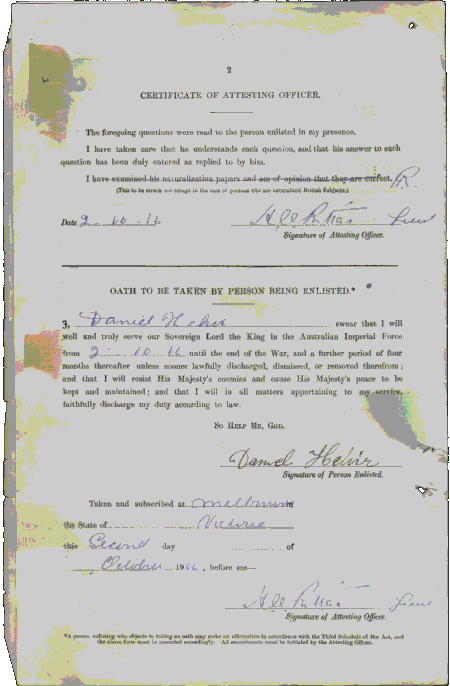 2
CERTIFICATE OF ATTESTING OFFICER.
The foregoing questions were read to the person enlisted in my presence.
I have taken care that he understands each question, and that his answer to each
question has been duly entered as replied to by him.
I have examined his naturalization papers and am of opinion that they are correct.
(This to be struck out except in the case of persons who are naturalized British Subjects.)
Date 2 . 10 . 16
Signature of Attesting Officer.
OATH TO BE TAKEN BY PERSON BEING ENLISTED.*
I, Daniel swear that I will
well and truly serve our Sovereign Lord the King in the Australian Imperial Force
from 2 . 10 . 16 until the end of the War, and a further period of four
months thereafter unless sooner lawfully discharged, dismissed, or removed therefrom;
and that I will resist His Majesty's enemies and cause His Majesty's peace to be
kept and maintained; and that I will in all matters appertaining to my service,
faithfully discharge my duty according to law.
SO HELP ME, GOD.
Daniel
Signature of Person Enlisted.
Taken and subscribed at Melbourne
the State of Victoria
this Second day of
October 1916, before me—
Signature of Attesting Officer.
*A person enlisting who objects to taking an oath may make an affirmation in accordance with the Third Schedule of the Act, and
the above form must be amended accordingly. All amendments must be initialed by the Attesting Officer.